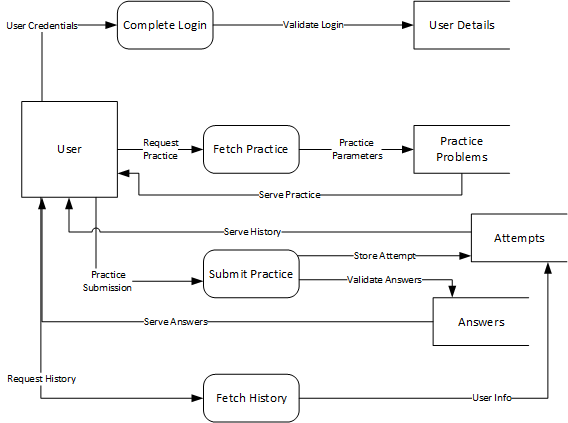 User Credentials
Complete Login
Validate Login
User Details
User
Request
Practice
Fetch Practice
Practice
Parameters
Practice
Problems
Serve Practice
Serve History
Attempts
Practice
Submission
Submit Practice
Store Attempt
Validate Answers
Serve Answers
Answers
Request History
Fetch History
User Info